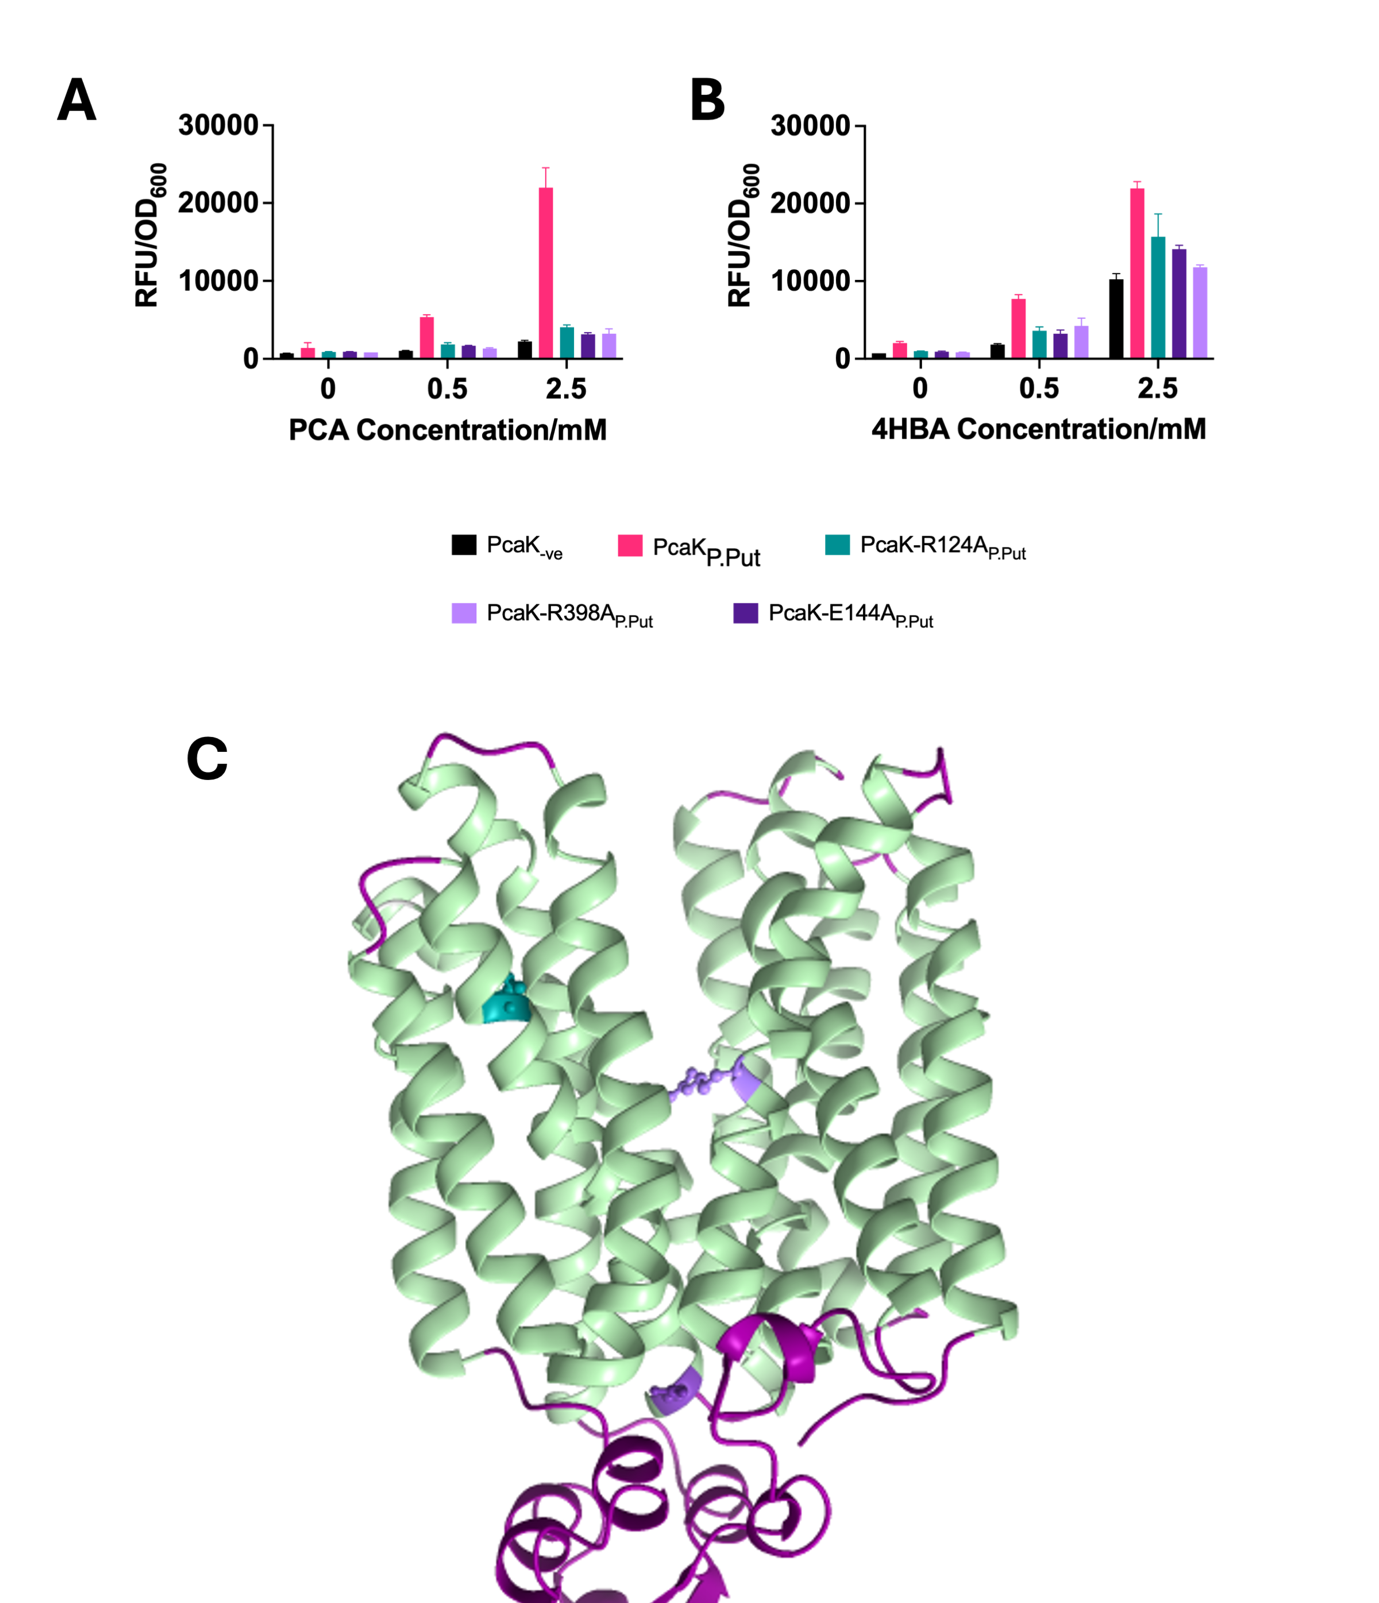 A
B
30000
20000
10000
0
RFU/OD600
0 0.5 2.5
PCA Concentration/mM
30000
20000
10000
0
RFU/OD600
0 0.5 2.5
4HBA Concentration/mM
PcaK-ve PcaKP.Put PcaK-R124AP.Put
PcaK-R398AP.Put PcaK-E144AP.Put
C